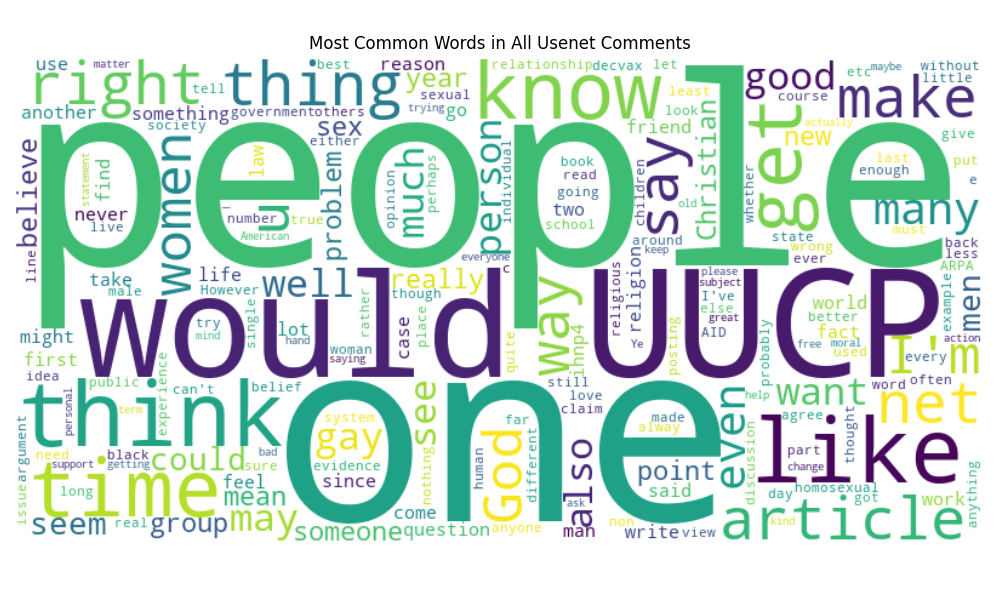 Most Common Words in All Usenet Comments
use matter reason relationship decvax let etc maybe without
right tell thing best year know least good course little
another something government others sexual trying go look make
society sex either friend Christian new actually give
believe people law problem much person say get last put
statement find women opinion perhaps individual book read children whether enough e
never number u true going two old many
live American school state wrong must
line everyone c around keep ever back less
take life well really way religious religion please subject world ARPA example men
male However though I've else better
might try lot single rather case place would UUCP great fact action
mind hand woman saying quite ihnp4 Ye posting AID probably free moral used I'm
first idea public can't belief still love claim want word often every net
personal experience think one see far made help agree like
term system gay God alway even part thought
need could bad evidence nothing human different also point discussion change
argument support black getting sure since homosexual
issue long time feel mean come ask said day got work anything
seem real group may someone question anyone man non write view kind article